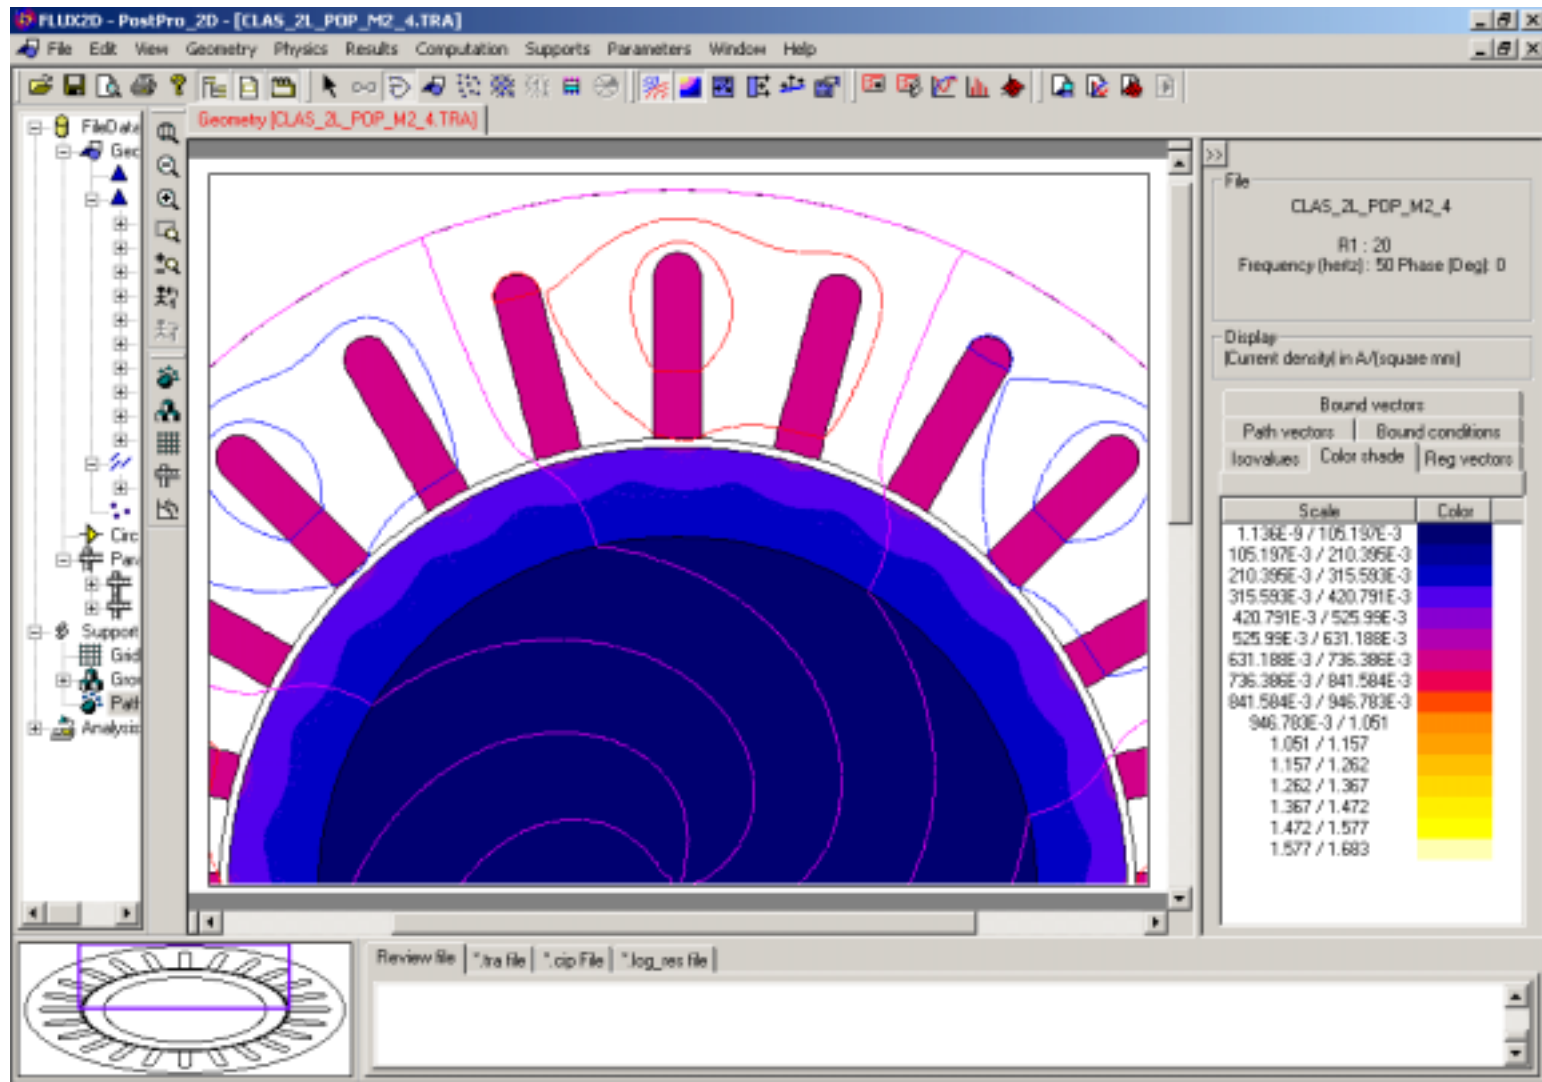 FLUX2D - PostPro_2D - [CLAS_2L_POP_M2_4.TRA]
File Edit View Geometry Physics Results Computation Supports Parameters Window Help
Geometry [CLAS_2L_POP_M2_4.TRA]
FileData
Geo
Circ
Para
Support
Grid
Gro
Path
Analysis
>>
File
CLAS_2L_POP_M2_4
R1 : 20
Frequency (hertz) : 50 Phase (Deg): 0
Display
|Current density| in A/(square mm)
Bound vectors
Path vectors Bound conditions
Isovalues Color shade Reg vectors
Scale Color
1.136E-9 / 105.197E-3
105.197E-3 / 210.395E-3
210.395E-3 / 315.593E-3
315.593E-3 / 420.791E-3
420.791E-3 / 525.99E-3
525.99E-3 / 631.188E-3
631.188E-3 / 736.386E-3
736.386E-3 / 841.584E-3
841.584E-3 / 946.783E-3
946.783E-3 / 1.051
1.051 / 1.157
1.157 / 1.262
1.262 / 1.367
1.367 / 1.472
1.472 / 1.577
1.577 / 1.683
Review file *.tra file *.cip File *.log_res file